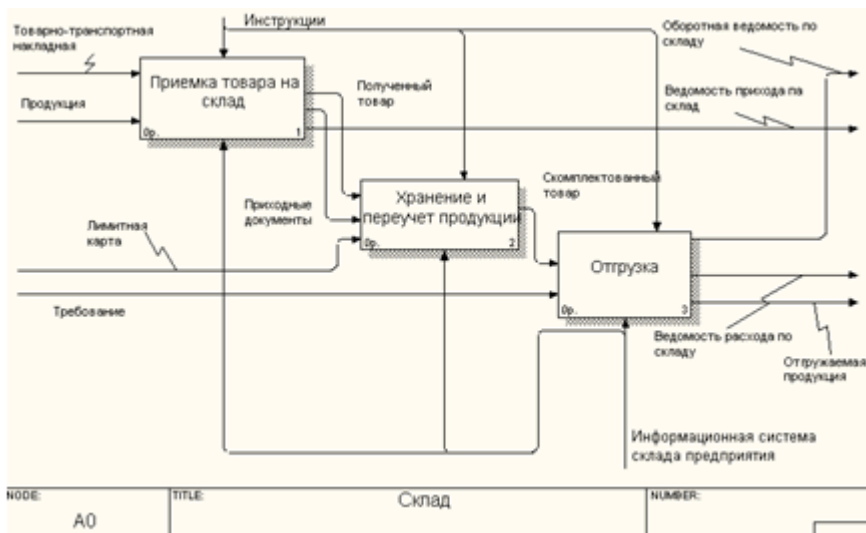 Инструкции
Товарно-транспортная
накладная
Продукция
Приемка товара на
склад
0р.
1
Полученный
товар
Оборотная ведомость по
складу
Ведомость прихода па
склад
Приходные
документы
Хранение и
переучет продукции
0р.
2
Скомплектованный
товар
Лимитная
карта
Требование
Отгрузка
0р.
3
Ведомость расхода по
складу
Отгружаемая
продукция
Информационная система
склада предприятия
NODE:
A0
TITLE:
Склад
NUMBER: